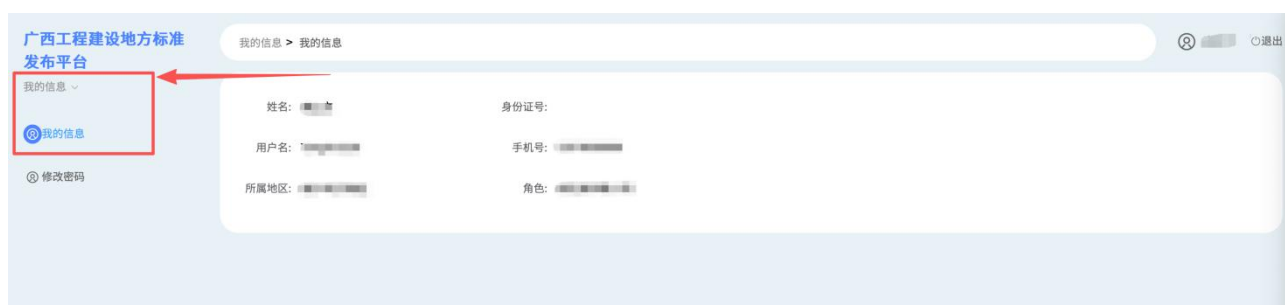 广西工程建设地方标准
发布平台
我的信息 > 我的信息
退出
我的信息
我的信息
修改密码
姓名:
身份证号:
用户名:
手机号:
所属地区:
角色: